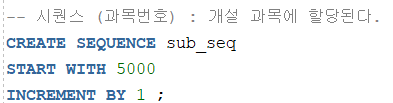 -- 시퀀스 (과목번호) : 개설 과목에 할당된다.
CREATE SEQUENCE sub_seq
START WITH 5000
INCREMENT BY 1 ;